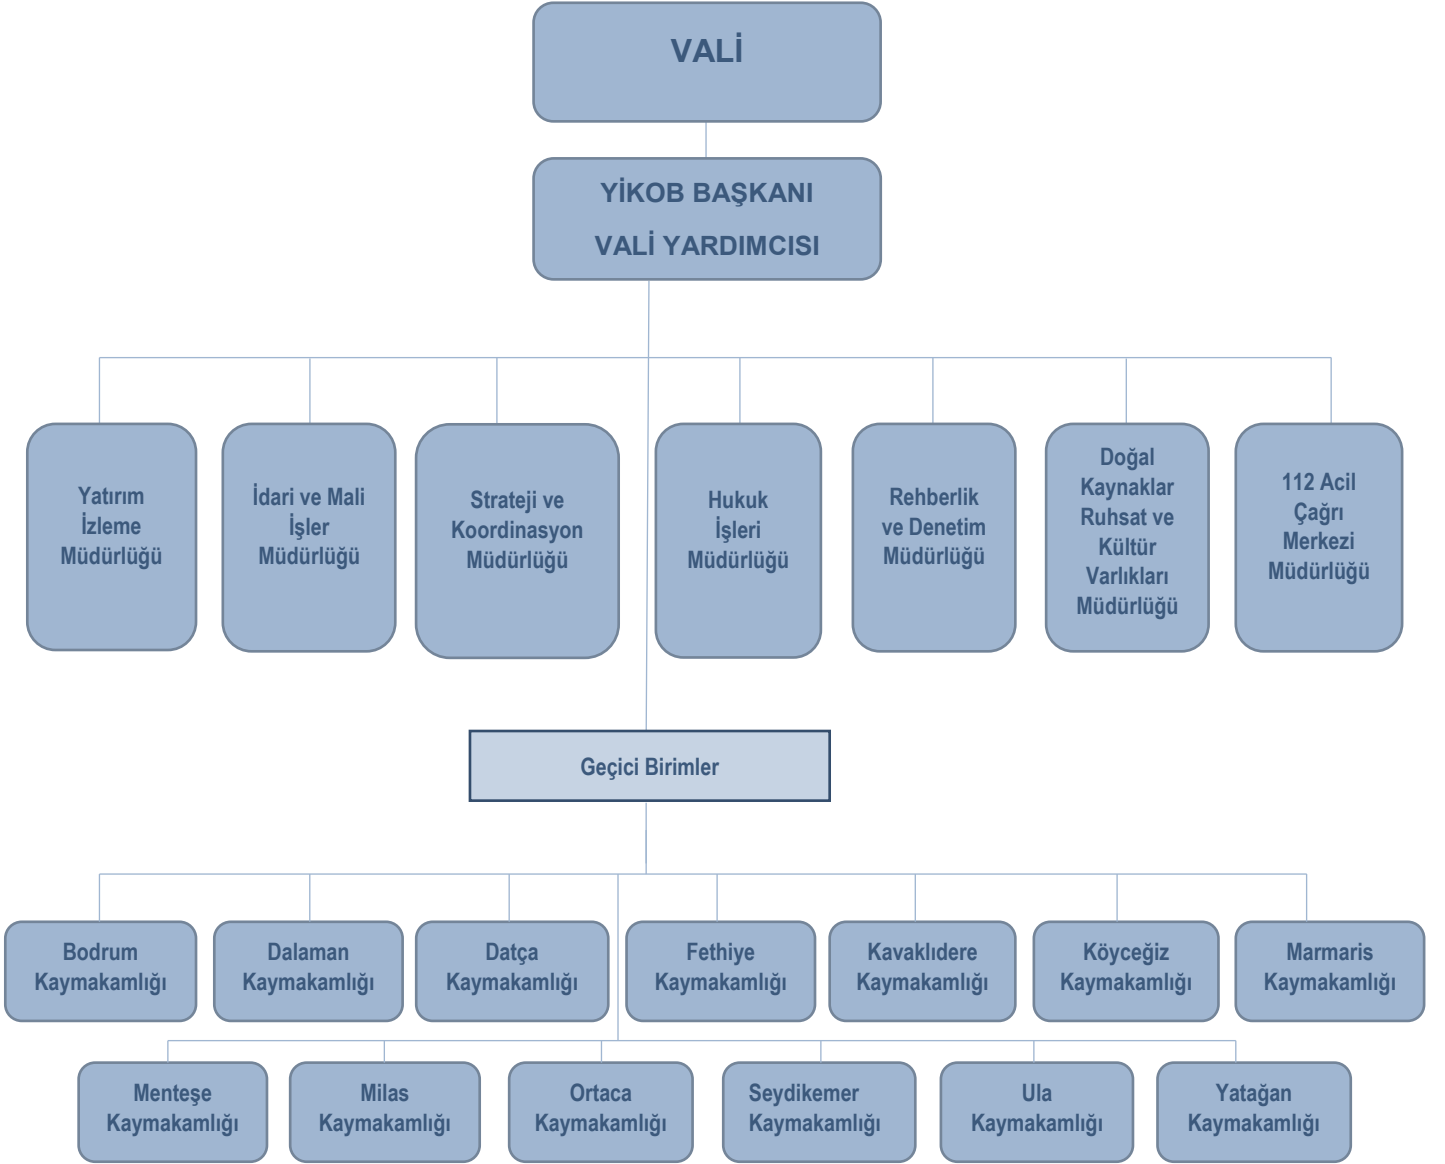 VALİ
YİKOB BAŞKANI
VALİ YARDIMCISI
Yatırım
İzleme
Müdürlüğü
İdari ve Mali
İşler
Müdürlüğü
Strateji ve
Koordinasyon
Müdürlüğü
Hukuk
İşleri
Müdürlüğü
Rehberlik
ve Denetim
Müdürlüğü
Doğal
Kaynaklar
Ruhsat ve
Kültür
Varlıkları
Müdürlüğü
112 Acil
Çağrı
Merkezi
Müdürlüğü
Geçici Birimler
Bodrum
Kaymakamlığı
Dalaman
Kaymakamlığı
Datça
Kaymakamlığı
Fethiye
Kaymakamlığı
Kavaklıdere
Kaymakamlığı
Köyceğiz
Kaymakamlığı
Marmaris
Kaymakamlığı
Menteşe
Kaymakamlığı
Milas
Kaymakamlığı
Ortaca
Kaymakamlığı
Seydikemer
Kaymakamlığı
Ula
Kaymakamlığı
Yatağan
Kaymakamlığı